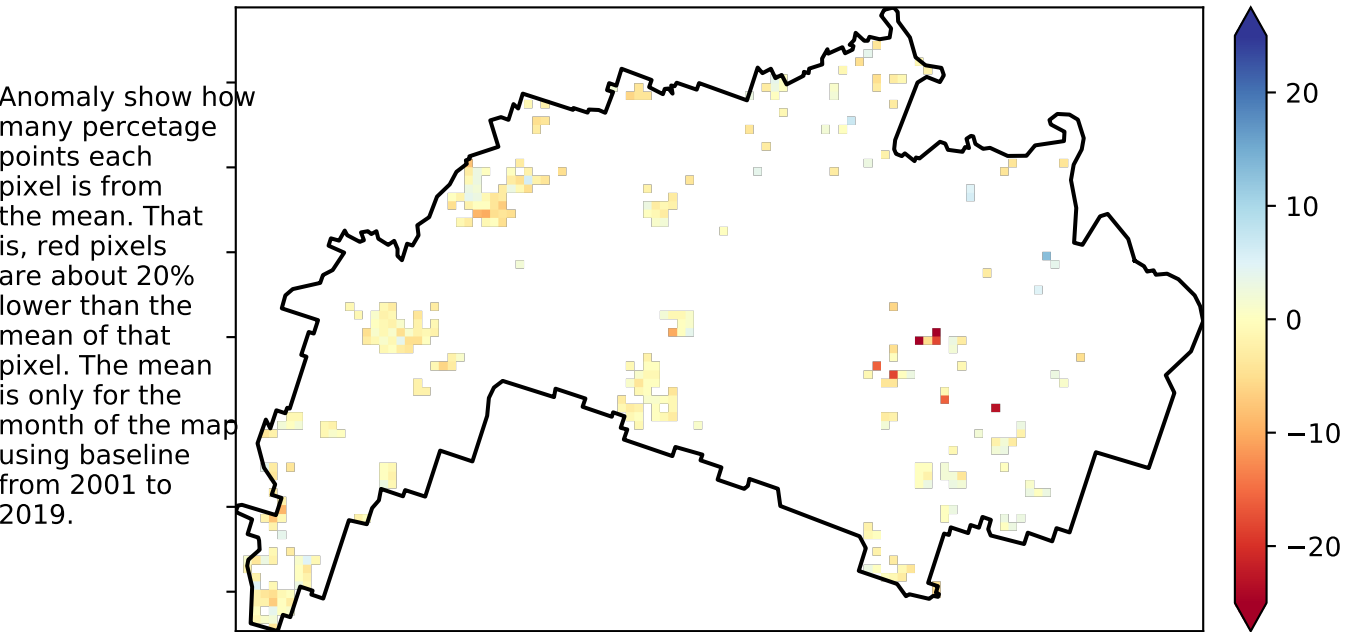 Anomaly show how
many percetage
points each
pixel is from
the mean. That
is, red pixels
are about 20%
lower than the
mean of that
pixel. The mean
is only for the
month of the map
using baseline
from 2001 to
2019.
20
10
0
−10
−20